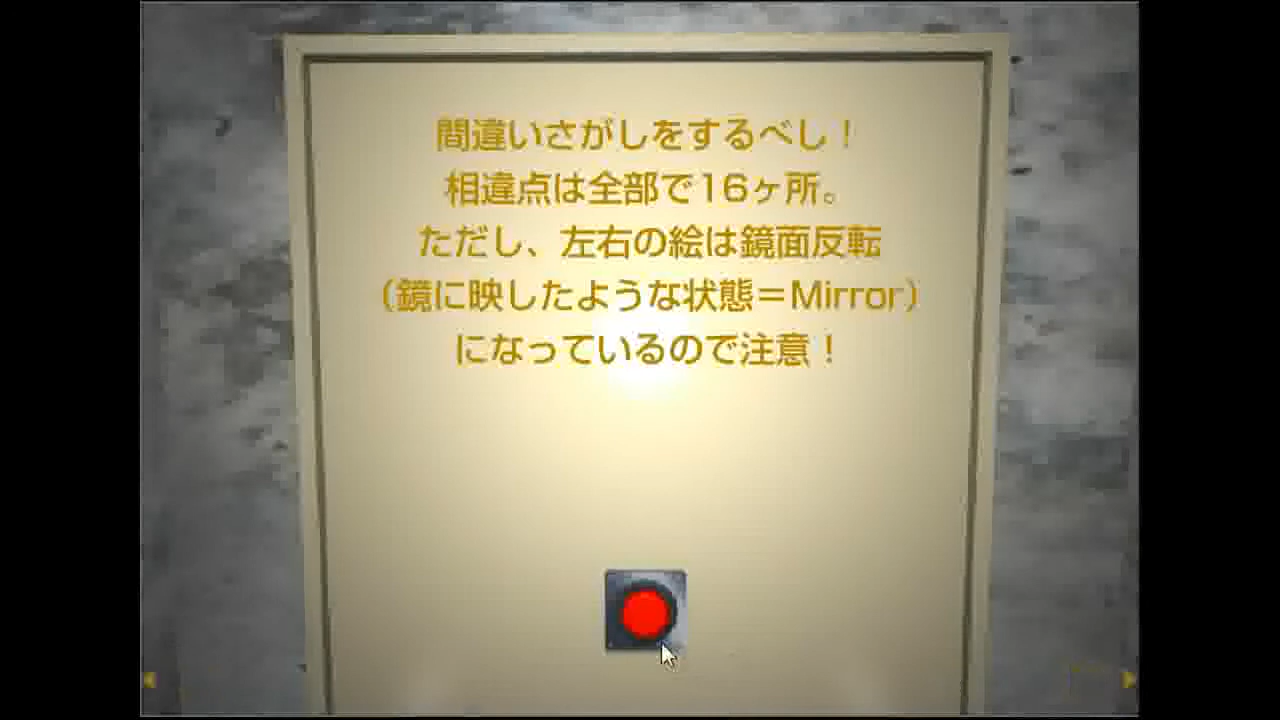 間違いさがしをするべし！
相違点は全部で16ヶ所。
ただし、左右の絵は鏡面反転
（鏡に映したような状態＝Mirror）
になっているので注意！